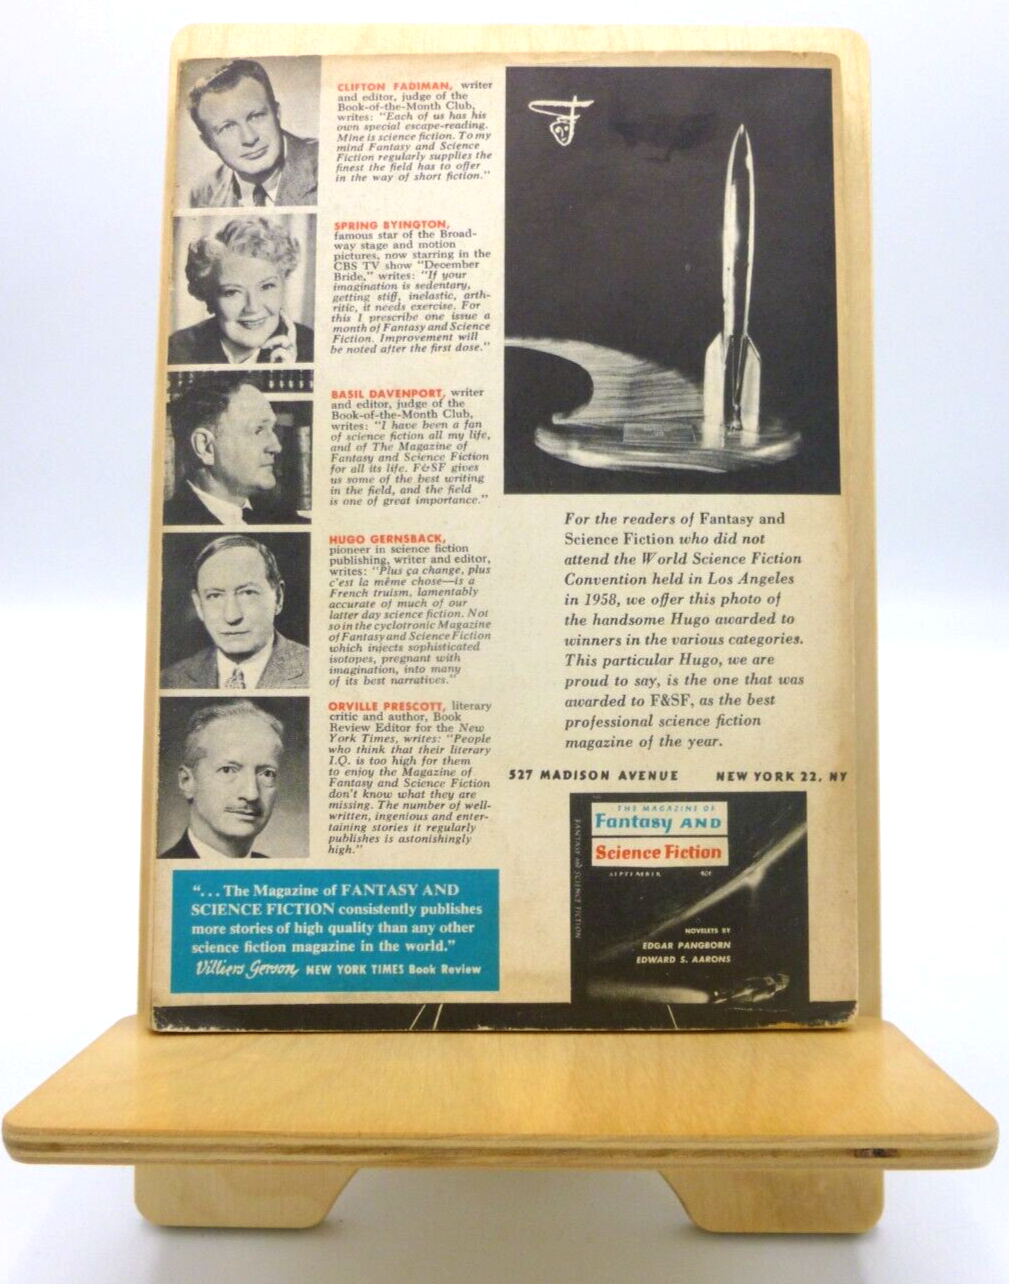 CLIFTON FADIMAN, writer
and editor, judge of the
Book-of-the-Month Club,
writes: "Each of us has his
own special escape-reading.
Mine is science fiction. To my
mind Fantasy and Science
Fiction regularly supplies the
finest the field has to offer
in the way of short fiction."
SPRING BYINGTON,
famous star of the Broad-
way stage and motion
pictures, now starring in the
CBS TV show "December
Bride," writes: "If your
imagination is sedentary,
getting stiff, inelastic, arth-
ritic, it needs exercise. For
this I prescribe one issue a
month of Fantasy and Science
Fiction. Improvement will
be noted after the first dose."
BASIL DAVENPORT, writer
and editor, judge of the
Book-of-the-Month Club,
writes: "I have been a fan
of science fiction all my life,
and of The Magazine of
Fantasy and Science Fiction
for all its life. F&SF gives
us some of the best writing
in the field, and the field
is one of great importance."
HUGO GERNSBACK,
pioneer in science fiction
publishing, writer and editor,
writes: "Plus ça change, plus
c'est la même chose—is a
French truism, lamentably
accurate of much of our
latter day science fiction. Not
so in the cyclotronic Magazine
of Fantasy and Science Fiction
which injects sophisticated
isotopes, pregnant with
imagination, into many
of its best narratives."
ORVILLE PRESCOTT, literary
critic and author, Book
Review Editor for the New
York Times, writes: "People
who think that their literary
I.Q. is too high for them
to enjoy the Magazine of
Fantasy and Science Fiction
don't know what they are
missing. The number of well-
written, ingenious and enter-
taining stories it regularly
publishes is astonishingly
high."
"... The Magazine of FANTASY AND
SCIENCE FICTION consistently publishes
more stories of high quality than any other
science fiction magazine in the world."
Villiers Gerson, NEW YORK TIMES Book Review
For the readers of Fantasy and
Science Fiction who did not
attend the World Science Fiction
Convention held in Los Angeles
in 1958, we offer this photo of
the handsome Hugo awarded to
winners in the various categories.
This particular Hugo, we are
proud to say, is the one that was
awarded to F&SF, as the best
professional science fiction
magazine of the year.
527 MADISON AVENUE NEW YORK 22, NY
FANTASY AND SCIENCE FICTION
THE MAGAZINE OF
Fantasy AND
Science Fiction
SEPTEMBER 40¢
NOVELETS BY
EDGAR PANGBORN
EDWARD S. AARONS